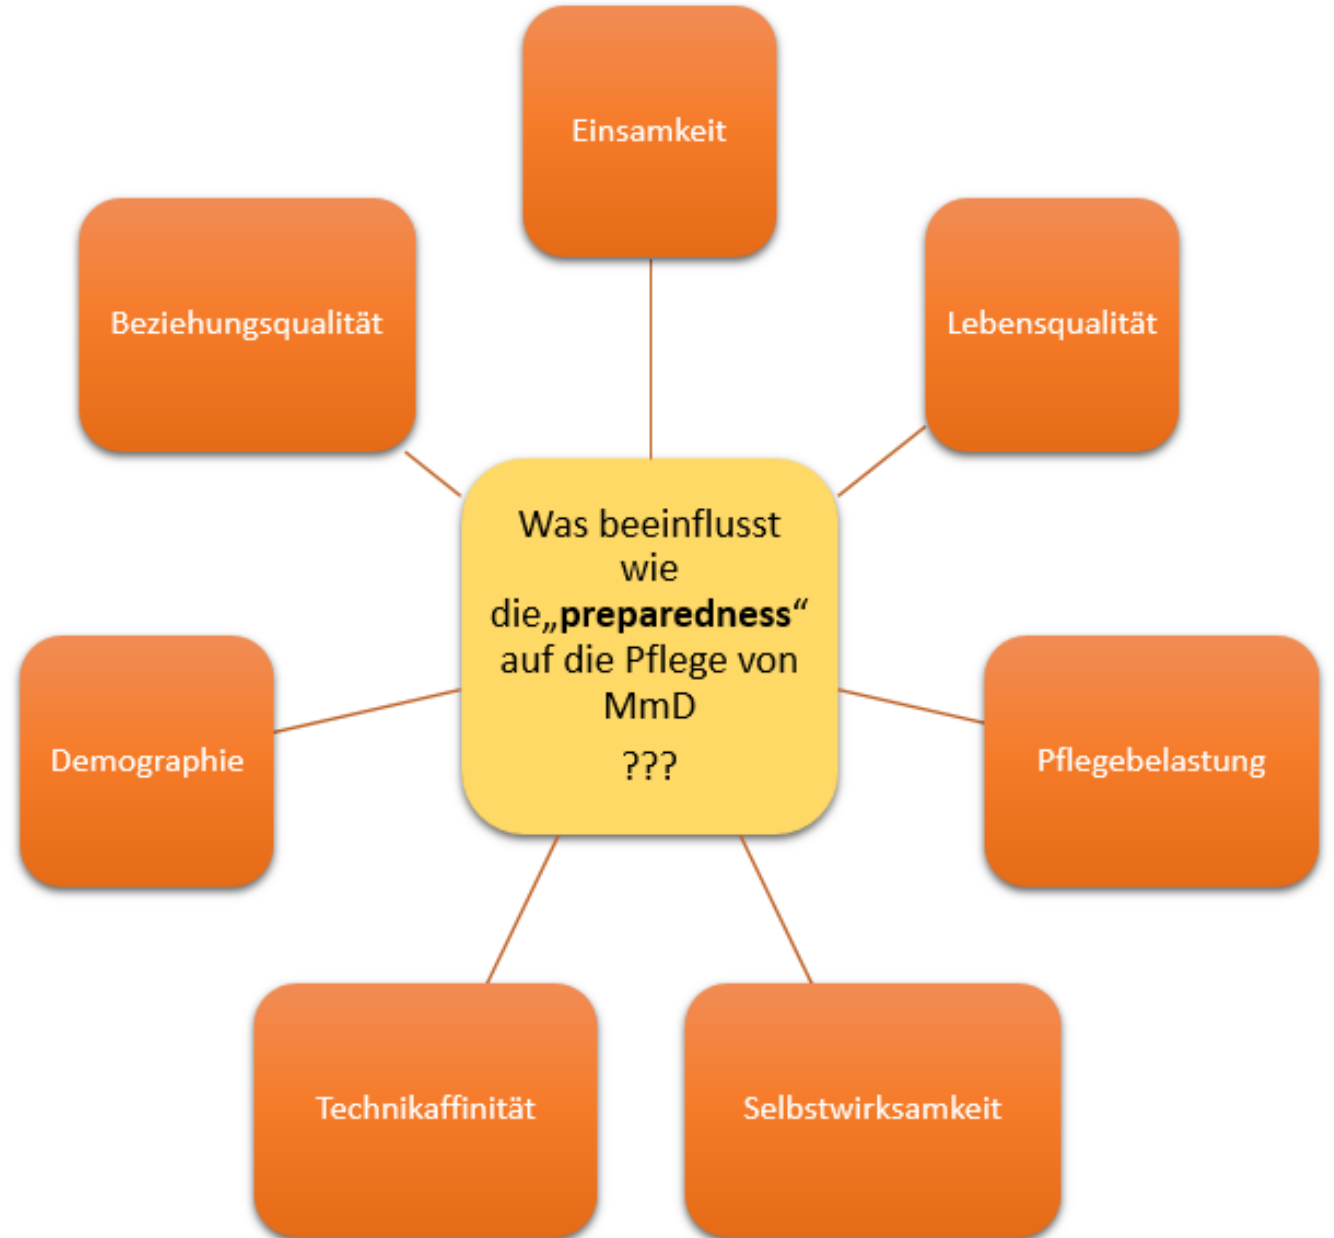 Einsamkeit
Beziehungsqualität
Lebensqualität
Was beeinflusst
wie
die„preparedness“
auf die Pflege von
MmD
???
Demographie
Pflegebelastung
Technikaffinität
Selbstwirksamkeit